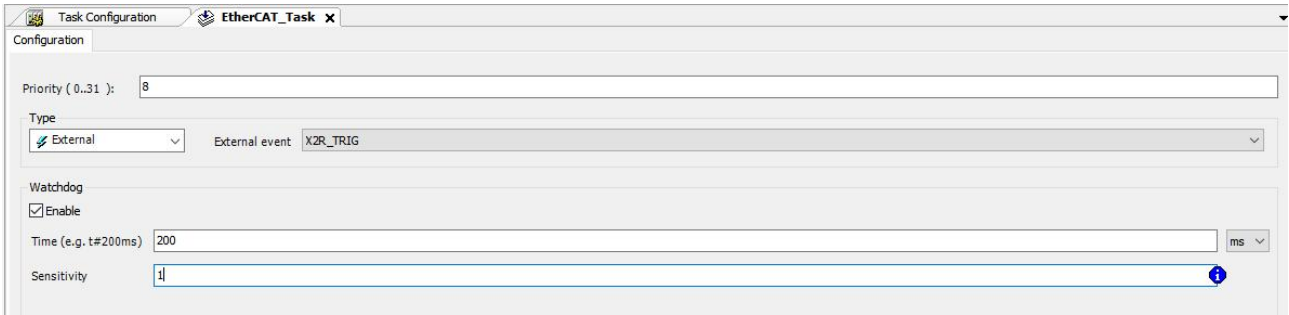 Task Configuration EtherCAT_Task x
Configuration
Priority ( 0..31 ): 8
Type
External External event X2R_TRIG
Watchdog
Enable
Time (e.g. t#200ms) 200 ms
Sensitivity 1